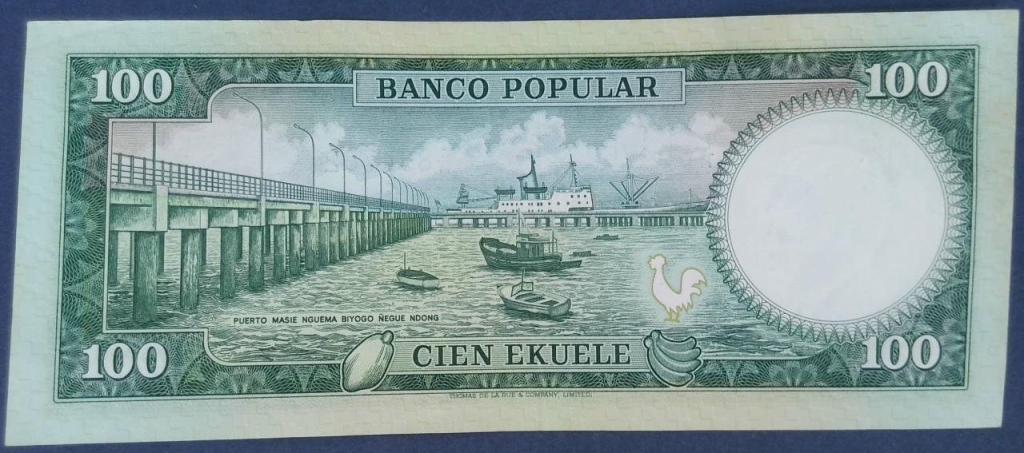 100
BANCO POPULAR
100
PUERTO MASIE NGUEMA BIYOGO ÑEGUE NDONG
100
CIEN EKUELE
100
THOMAS DE LA RUE & COMPANY, LIMITED.